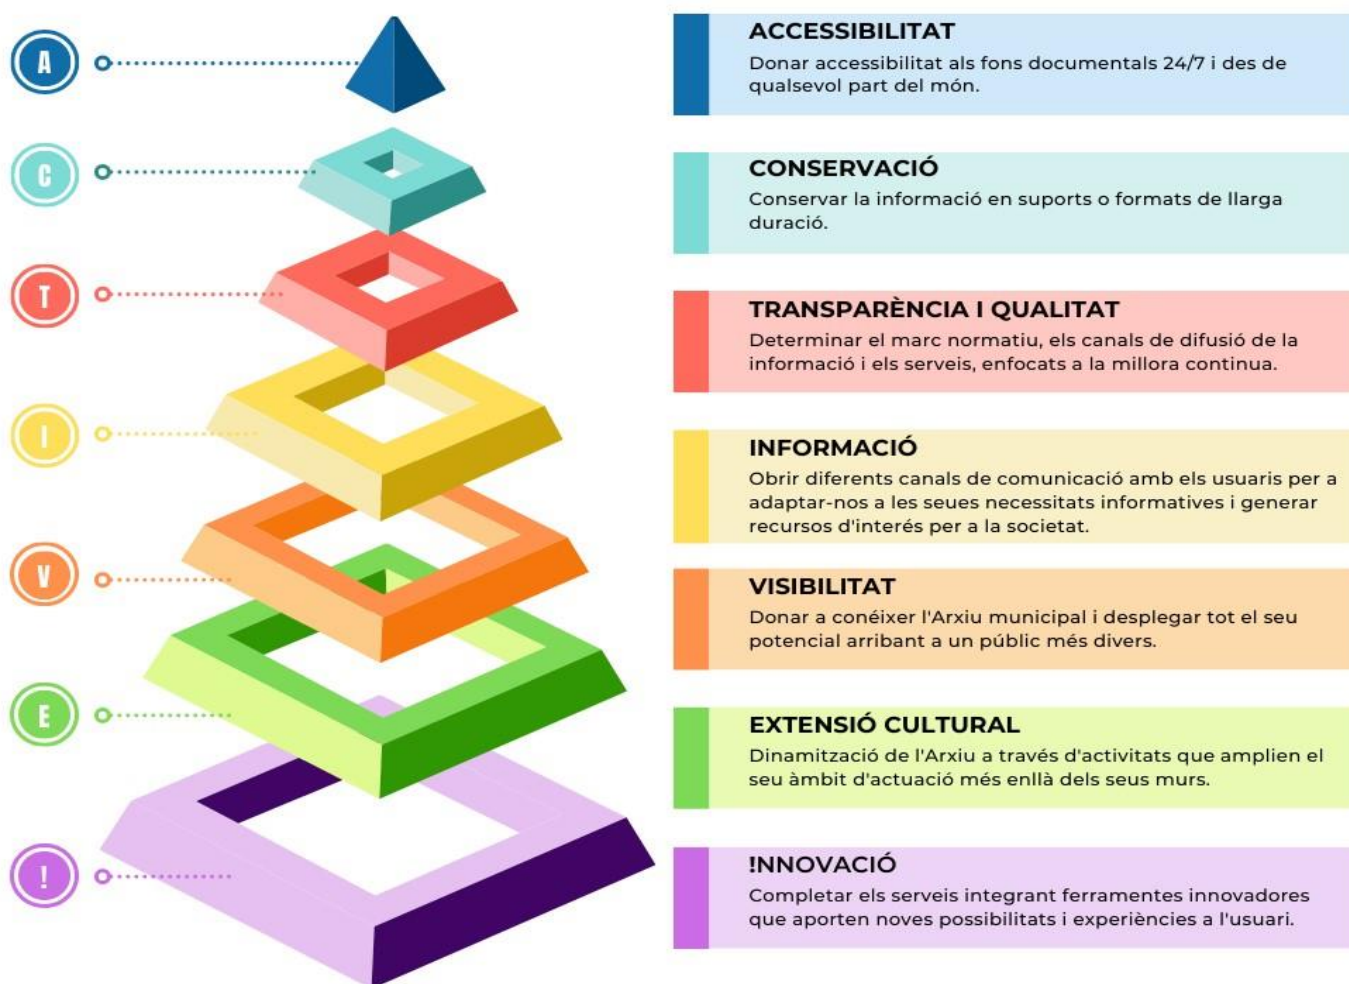 A
ACCESSIBILITAT
Donar accessibilitat als fons documentals 24/7 i des de
qualsevol part del món.
C
CONSERVACIÓ
Conservar la informació en suports o formats de llarga
duració.
T
TRANSPARÈNCIA I QUALITAT
Determinar el marc normatiu, els canals de difusió de la
informació i els serveis, enfocats a la millora continua.
I
INFORMACIÓ
Obrir diferents canals de comunicació amb els usuaris per a
adaptar-nos a les seues necessitats informatives i generar
recursos d'interés per a la societat.
V
VISIBILITAT
Donar a conéixer l'Arxiu municipal i desplegar tot el seu
potencial arribant a un públic més divers.
E
EXTENSIÓ CULTURAL
Dinamització de l'Arxiu a través d'activitats que amplien el
seu àmbit d'actuació més enllà dels seus murs.
!
!NNOVACIÓ
Completar els serveis integrant ferramentes innovadores
que aporten noves possibilitats i experiències a l'usuari.